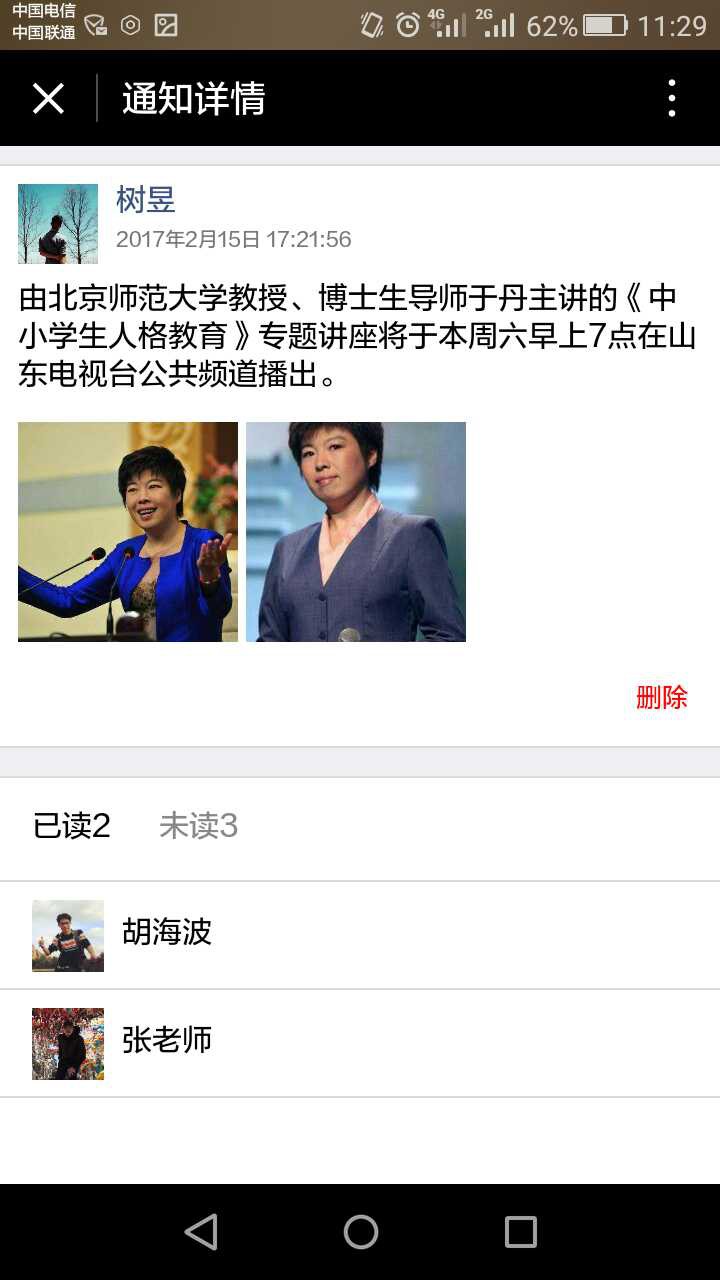 中国电信
中国联通
4G 2G 62% 11:29
通知详情
树昱
2017年2月15日 17:21:56
由北京师范大学教授、博士生导师于丹主讲的《中
小学生人格教育》专题讲座将于本周六早上7点在山
东电视台公共频道播出。
删除
已读2 未读3
胡海波
张老师